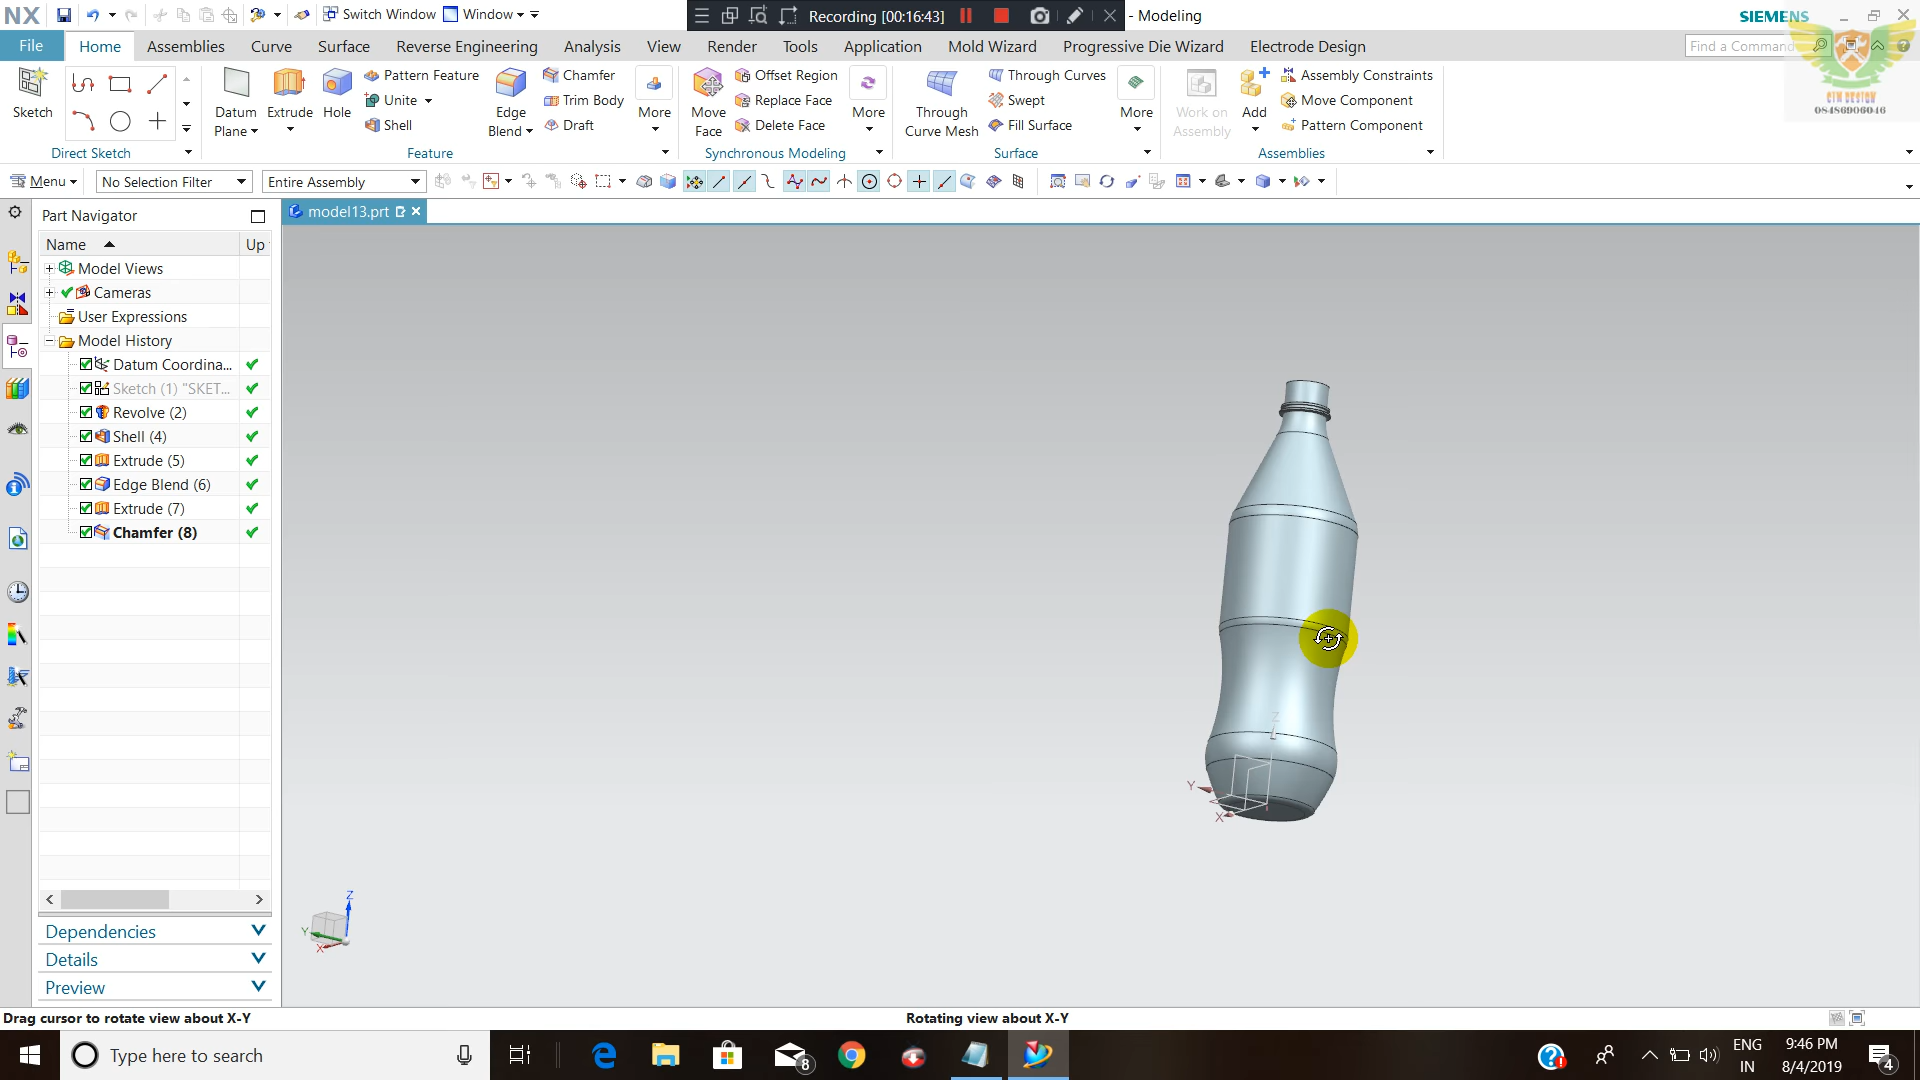 NX
Switch Window
Window
Recording [00:16:43]
- Modeling
SIEMENS
File
Home
Assemblies
Curve
Surface
Reverse Engineering
Analysis
View
Render
Tools
Application
Mold Wizard
Progressive Die Wizard
Electrode Design
Find a Command
Sketch
Datum
Plane
Extrude
Hole
Pattern Feature
Unite
Shell
Edge
Blend
Chamfer
Trim Body
Draft
More
Move
Face
Offset Region
Replace Face
Delete Face
More
Through
Curve Mesh
Through Curves
Swept
Fill Surface
More
Work on
Assembly
Add
Assembly Constraints
Move Component
Pattern Component
CTM DESIGN
08486906046
Direct Sketch
Feature
Synchronous Modeling
Surface
Assemblies
Menu
No Selection Filter
Entire Assembly
Part Navigator
model13.prt
Name
Up
Model Views
Cameras
User Expressions
Model History
Datum Coordina...
Sketch (1) "SKET...
Revolve (2)
Shell (4)
Extrude (5)
Edge Blend (6)
Extrude (7)
Chamfer (8)
Z
Y
X
Z
Y
X
Dependencies
Details
Preview
Drag cursor to rotate view about X-Y
Rotating view about X-Y
Type here to search
8
ENG
IN
9:46 PM
8/4/2019
4